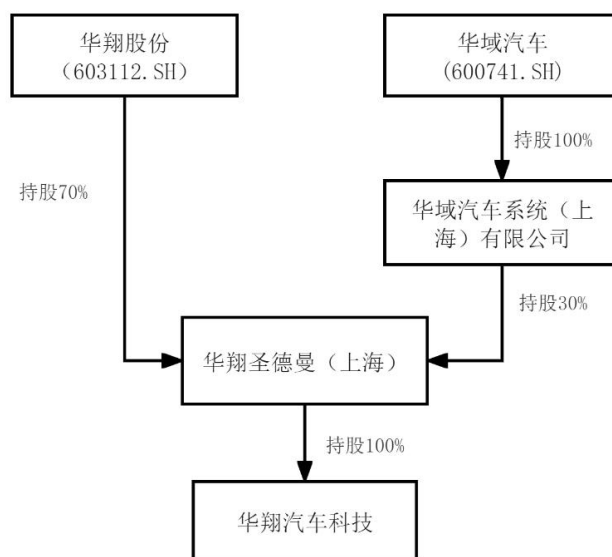 华翔股份
（603112.SH）
华域汽车
(600741.SH)
持股100%
持股70%
华域汽车系统（上
海）有限公司
持股30%
华翔圣德曼（上海）
持股100%
华翔汽车科技